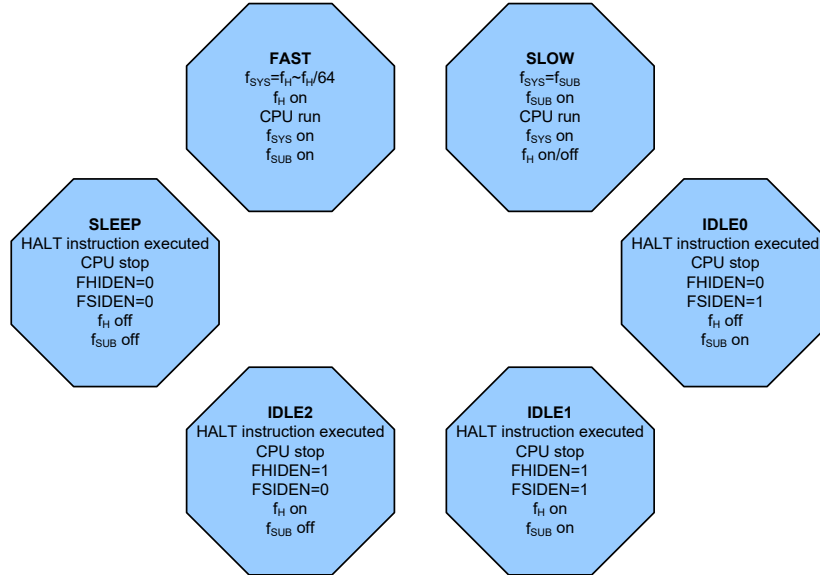 FAST
fSYS=fH~fH/64
fH on
CPU run
fSYS on
fSUB on
SLOW
fSYS=fSUB
fSUB on
CPU run
fSYS on
fH on/off
SLEEP
HALT instruction executed
CPU stop
FHIDEN=0
FSIDEN=0
fH off
fSUB off
IDLE0
HALT instruction executed
CPU stop
FHIDEN=0
FSIDEN=1
fH off
fSUB on
IDLE2
HALT instruction executed
CPU stop
FHIDEN=1
FSIDEN=0
fH on
fSUB off
IDLE1
HALT instruction executed
CPU stop
FHIDEN=1
FSIDEN=1
fH on
fSUB on